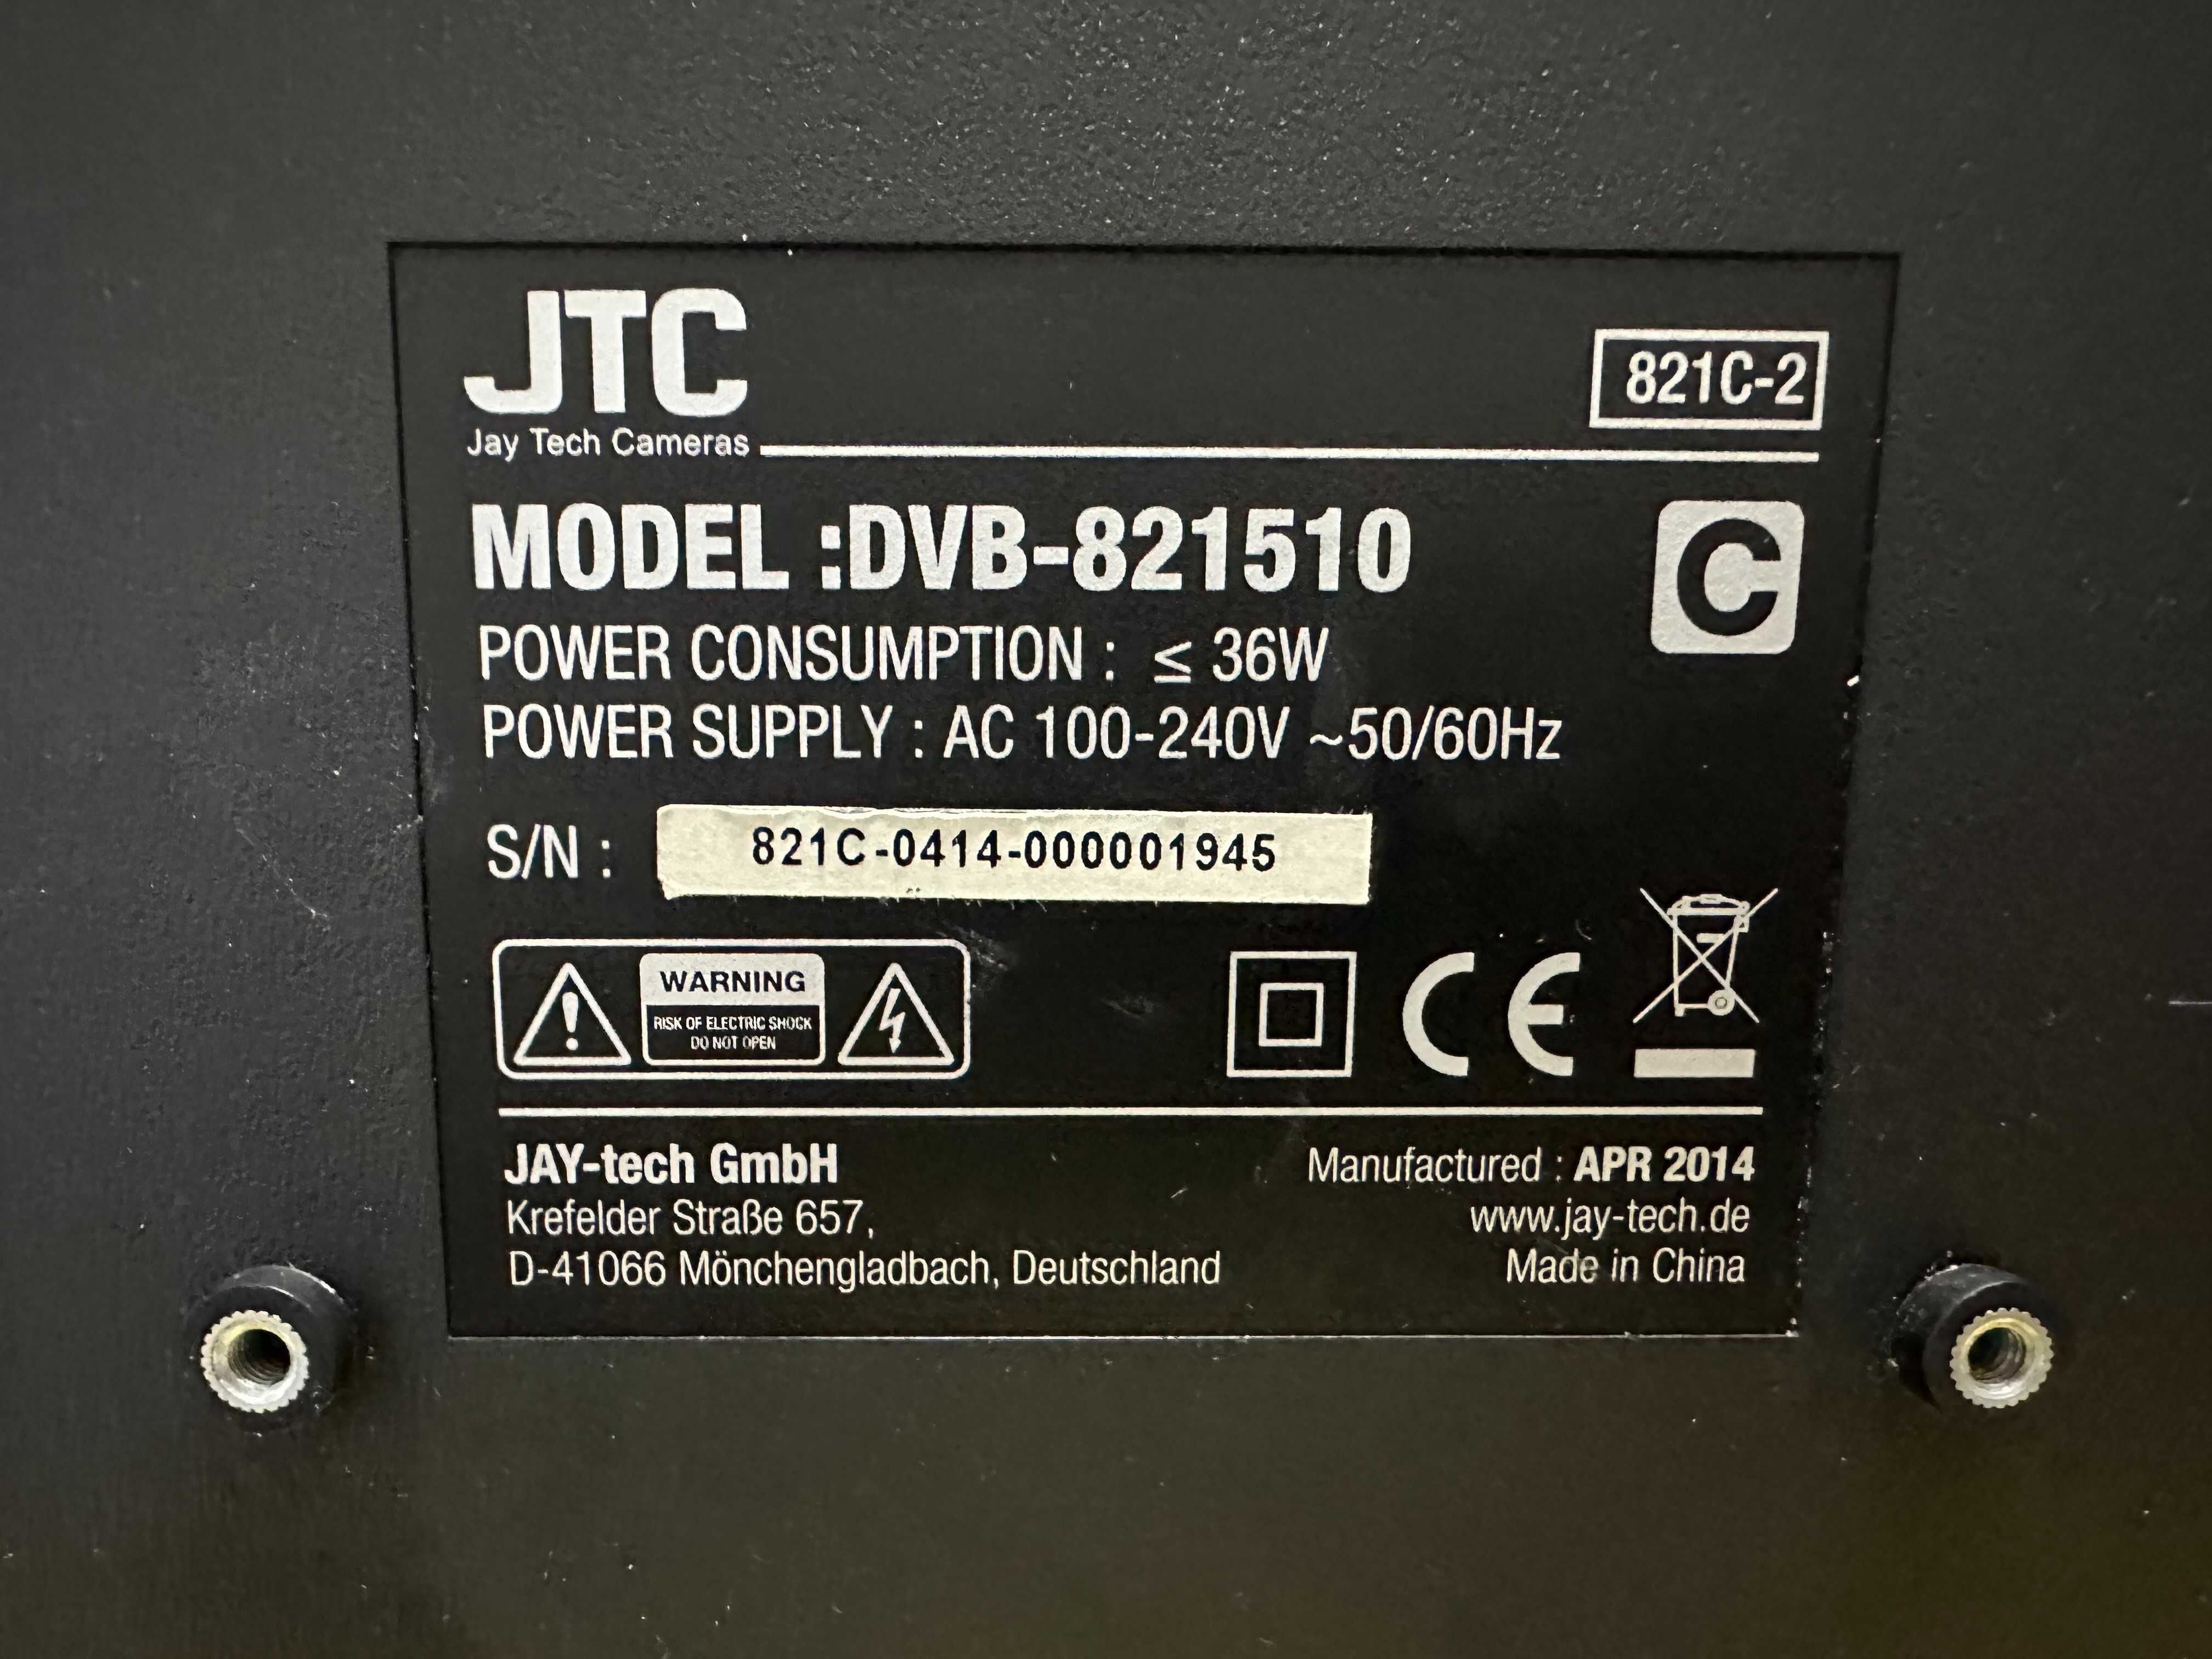 JTC
Jay Tech Cameras
821C-2
MODEL :DVB-821510
C
POWER CONSUMPTION : ≤ 36W
POWER SUPPLY : AC 100-240V ~50/60Hz
S/N : 821C-0414-000001945
WARNING
RISK OF ELECTRIC SHOCK
DO NOT OPEN
CE
JAY-tech GmbH
Krefelder Straße 657,
D-41066 Mönchengladbach, Deutschland
Manufactured : APR 2014
www.jay-tech.de
Made in China